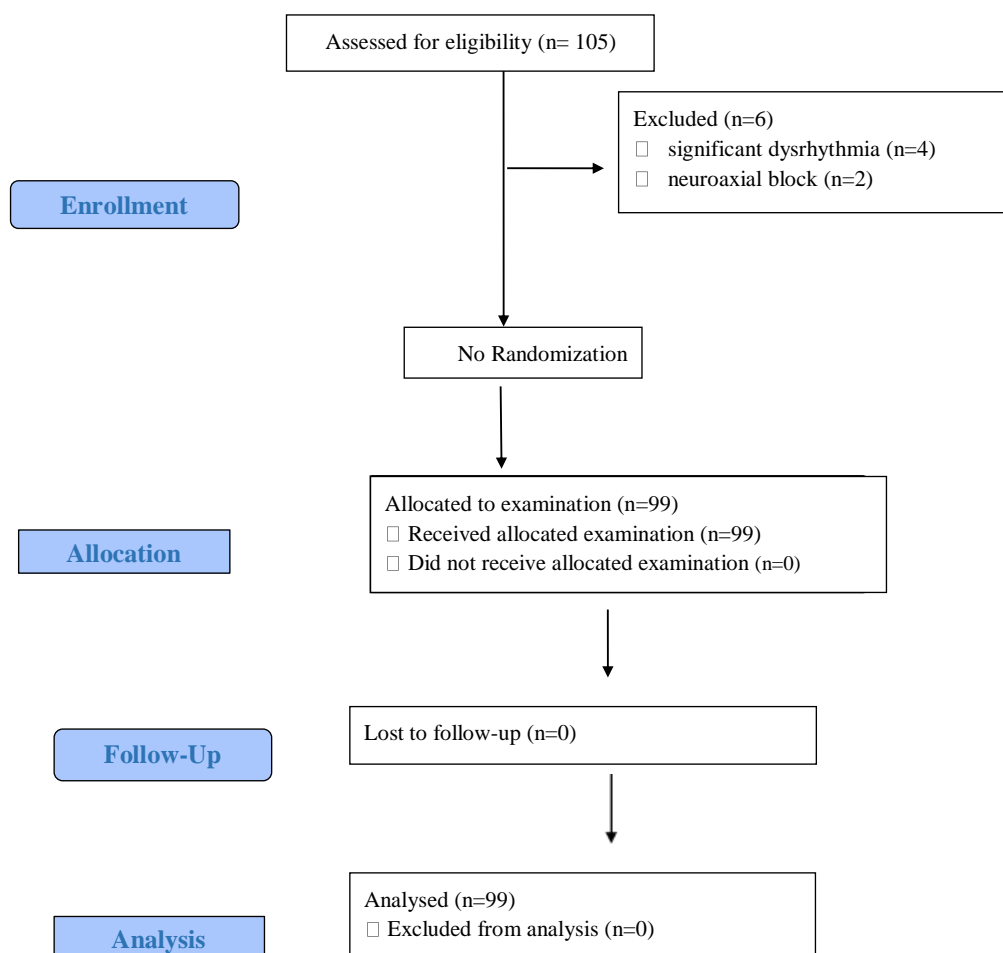 Assessed for eligibility (n= 105)
Excluded (n=6)
□ significant dysrhythmia (n=4)
□ neuroaxial block (n=2)
Enrollment
No Randomization
Allocated to examination (n=99)
□ Received allocated examination (n=99)
□ Did not receive allocated examination (n=0)
Allocation
Lost to follow-up (n=0)
Follow-Up
Analysed (n=99)
□ Excluded from analysis (n=0)
Analysis